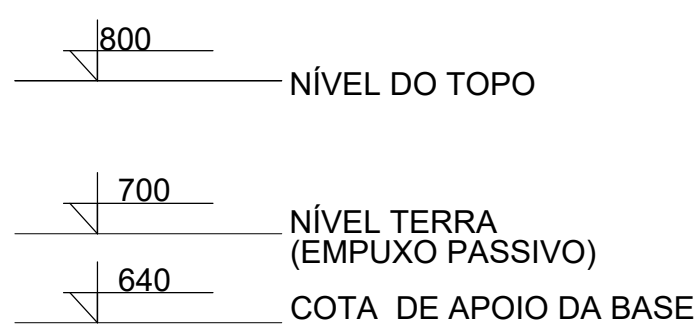 800
NÍVEL DO TOPO
700
NÍVEL TERRA
(EMPUXO PASSIVO)
640
COTA DE APOIO DA BASE